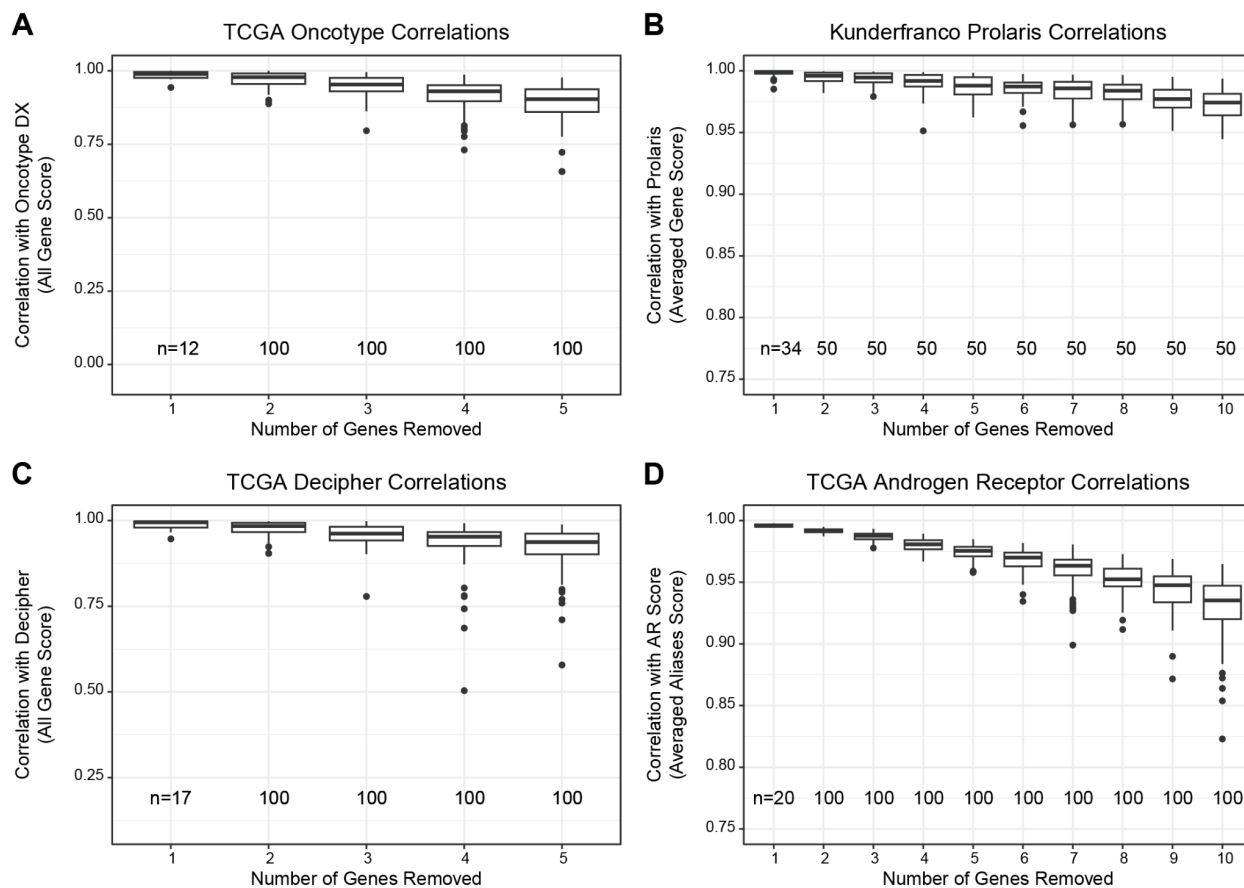 A
TCGA Oncotype Correlations
Correlation with Oncotype DX
(All Gene Score)
1.00
0.75
0.50
0.25
0.00
n=12 100 100 100 100
1 2 3 4 5
Number of Genes Removed
B
Kunderfranco Prolaris Correlations
Correlation with Prolaris
(Averaged Gene Score)
1.00
0.95
0.90
0.85
0.80
0.75
n=34 50 50 50 50 50 50 50 50 50
1 2 3 4 5 6 7 8 9 10
Number of Genes Removed
C
TCGA Decipher Correlations
Correlation with Decipher
(All Gene Score)
1.00
0.75
0.50
0.25
n=17 100 100 100 100
1 2 3 4 5
Number of Genes Removed
D
TCGA Androgen Receptor Correlations
Correlation with AR Score
(Averaged Aliases Score)
1.00
0.95
0.90
0.85
0.80
0.75
n=20 100 100 100 100 100 100 100 100 100
1 2 3 4 5 6 7 8 9 10
Number of Genes Removed